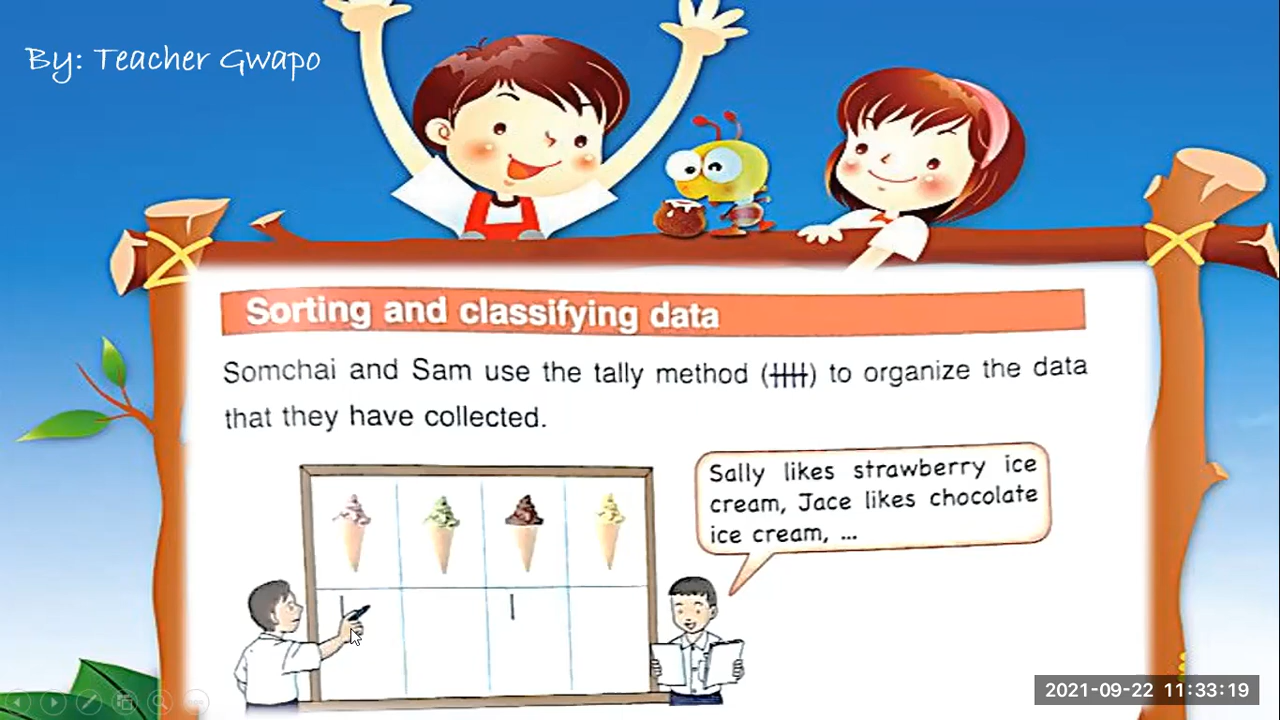 By: Teacher Gwapo
Sorting and classifying data
Somchai and Sam use the tally method (𝍸) to organize the data
that they have collected.
Sally likes strawberry ice
cream, Jace likes chocolate
ice cream, ...
2021-09-22 11:33:19